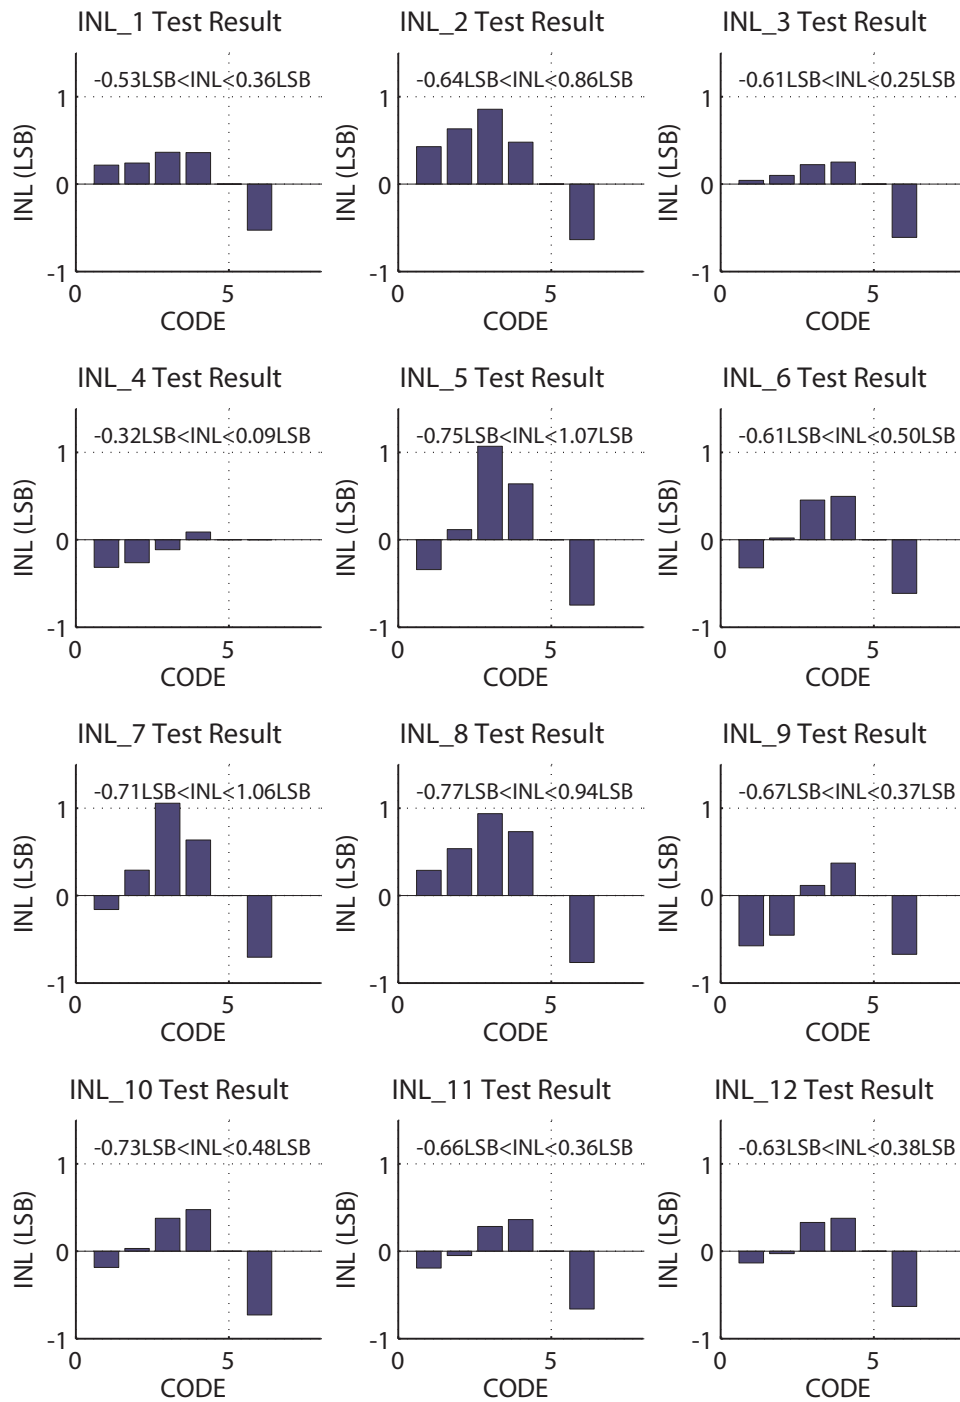 INL_1 Test Result
-0.53LSB<INL<0.36LSB
INL (LSB)
1
0
-1
0
5
CODE
INL_2 Test Result
-0.64LSB<INL<0.86LSB
INL (LSB)
1
0
-1
0
5
CODE
INL_3 Test Result
-0.61LSB<INL<0.25LSB
INL (LSB)
1
0
-1
0
5
CODE
INL_4 Test Result
-0.32LSB<INL<0.09LSB
INL (LSB)
1
0
-1
0
5
CODE
INL_5 Test Result
-0.75LSB<INL<1.07LSB
INL (LSB)
1
0
-1
0
5
CODE
INL_6 Test Result
-0.61LSB<INL<0.50LSB
INL (LSB)
1
0
-1
0
5
CODE
INL_7 Test Result
-0.71LSB<INL<1.06LSB
INL (LSB)
1
0
-1
0
5
CODE
INL_8 Test Result
-0.77LSB<INL<0.94LSB
INL (LSB)
1
0
-1
0
5
CODE
INL_9 Test Result
-0.67LSB<INL<0.37LSB
INL (LSB)
1
0
-1
0
5
CODE
INL_10 Test Result
-0.73LSB<INL<0.48LSB
INL (LSB)
1
0
-1
0
5
CODE
INL_11 Test Result
-0.66LSB<INL<0.36LSB
INL (LSB)
1
0
-1
0
5
CODE
INL_12 Test Result
-0.63LSB<INL<0.38LSB
INL (LSB)
1
0
-1
0
5
CODE